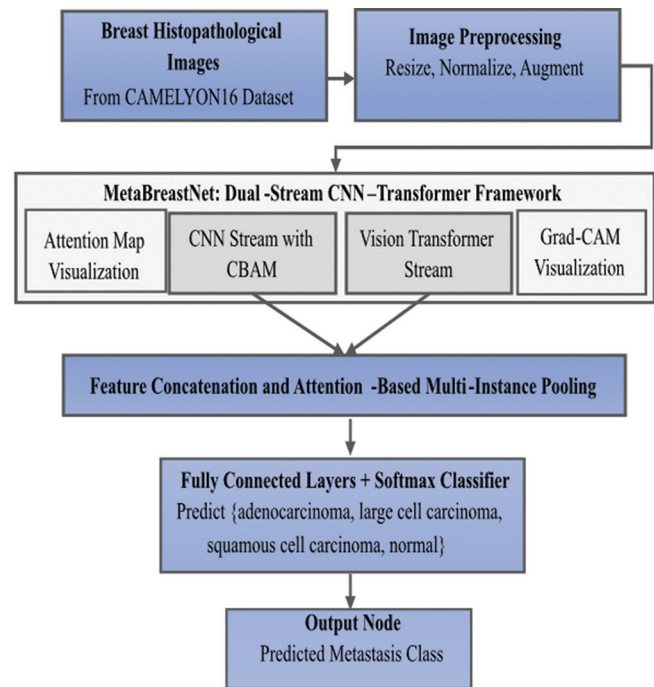 Breast Histopathological
Images
From CAMELYON16 Dataset
Image Preprocessing
Resize, Normalize, Augment
MetaBreastNet: Dual -Stream CNN –Transformer Framework
Attention Map
Visualization
CNN Stream with
CBAM
Vision Transformer
Stream
Grad-CAM
Visualization
Feature Concatenation and Attention -Based Multi-Instance Pooling
Fully Connected Layers + Softmax Classifier
Predict {adenocarcinoma, large cell carcinoma,
squamous cell carcinoma, normal}
Output Node
Predicted Metastasis Class